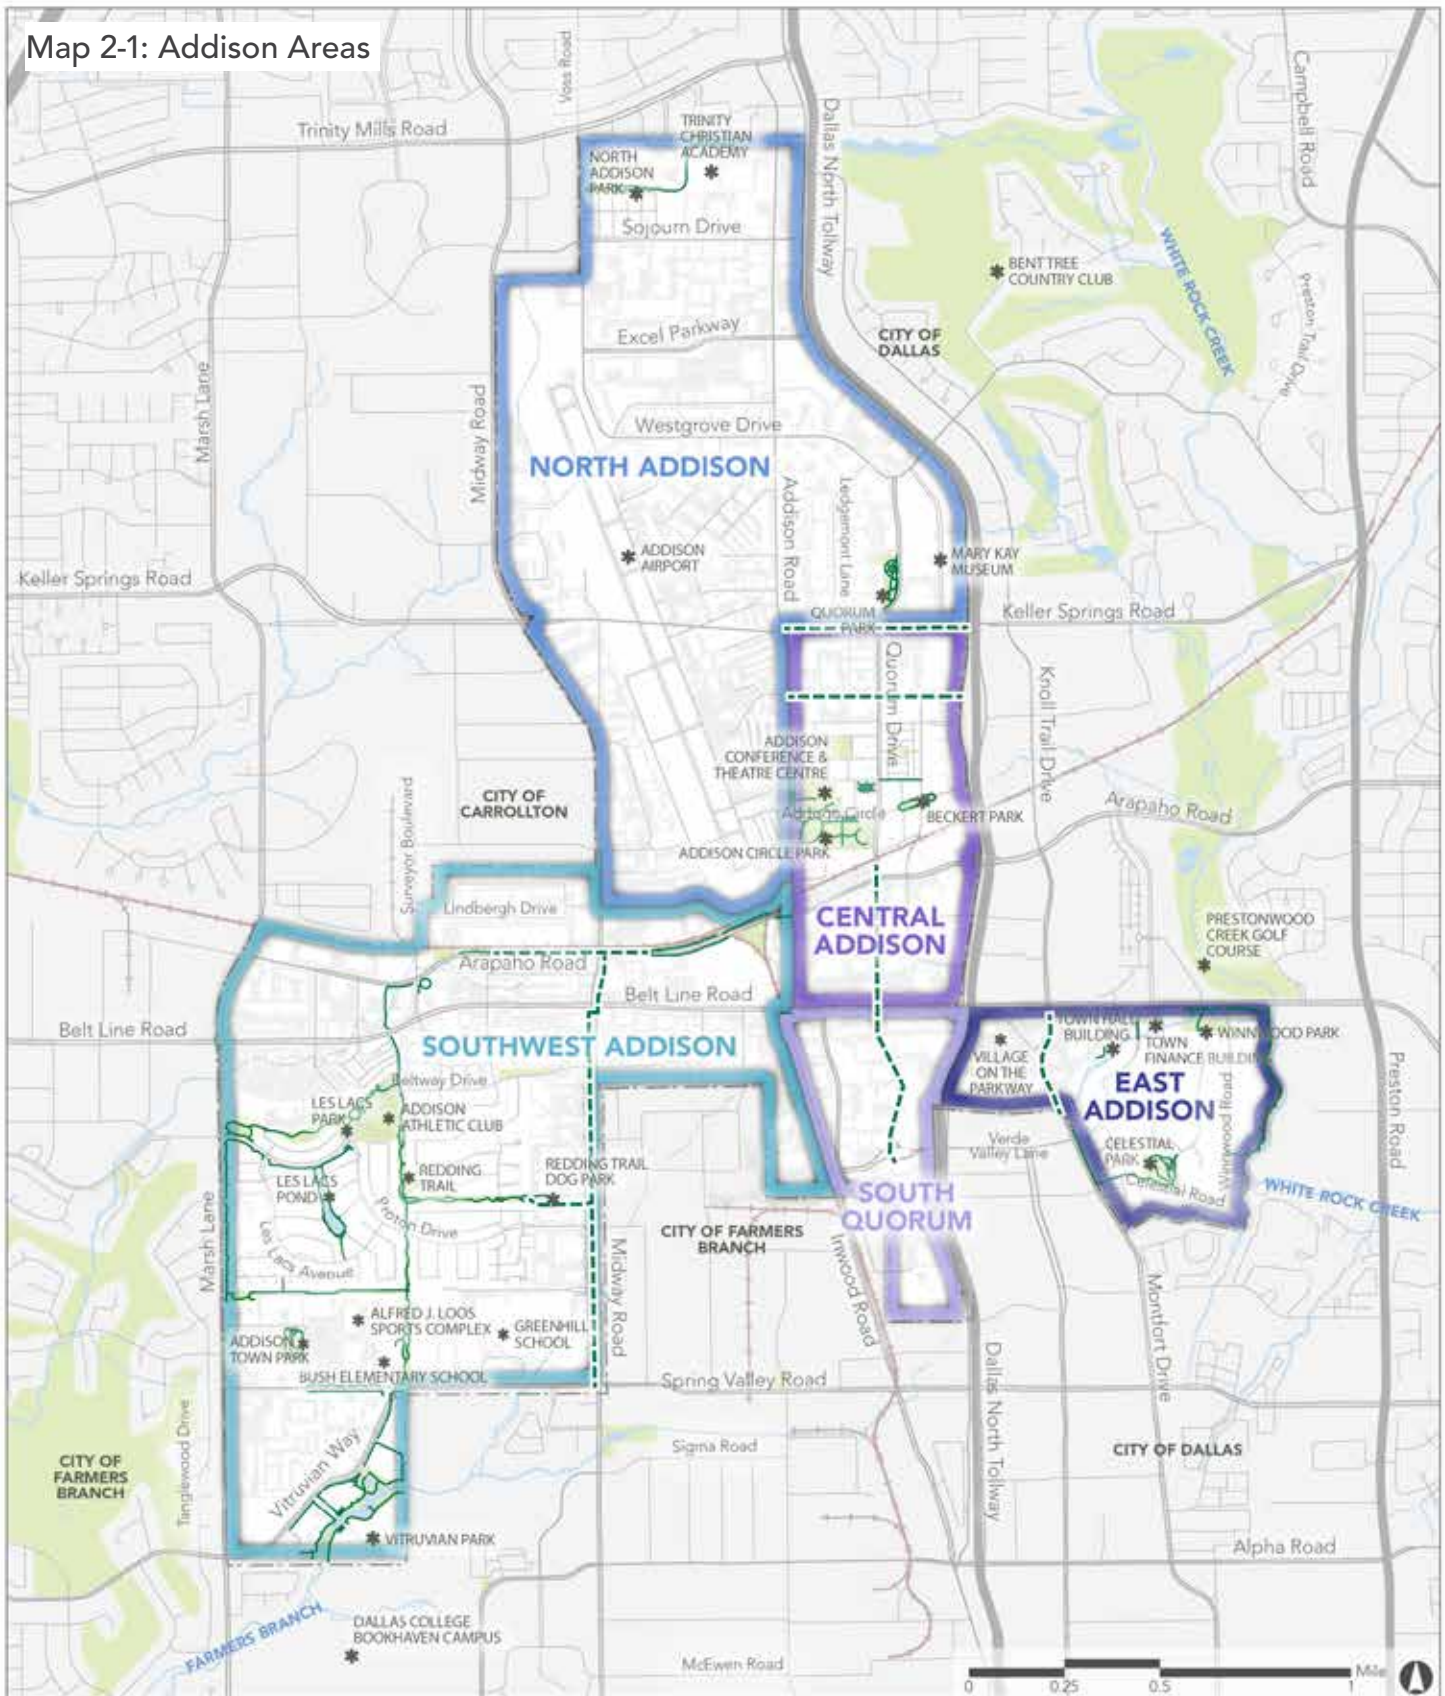 Map 2-1: Addison Areas
Voss Road
Campbell Road
Trinity Mills Road
TRINITY
CHRISTIAN
ACADEMY
NORTH
ADDISON
PARK
Dallas North Tollway
Sojourn Drive
WHITE ROCK CREEK
BENT TREE
COUNTRY CLUB
Preston Trail Drive
Excel Parkway
CITY OF
DALLAS
Marsh Lane
Midway Road
Westgrove Drive
NORTH ADDISON
Addison Road
Ledgemont Lane
ADDISON
AIRPORT
MARY KAY
MUSEUM
Keller Springs Road
QUORUM
PARK
Keller Springs Road
Quorum Drive
Knoll Trail Drive
ADDISON
CONFERENCE &
THEATRE CENTRE
CITY OF
CARROLLTON
Surveyor Boulevard
Addison Circle
BECKERT PARK
Arapaho Road
ADDISON CIRCLE PARK
Lindbergh Drive
CENTRAL
ADDISON
PRESTONWOOD
CREEK GOLF
COURSE
Arapaho Road
Belt Line Road
Belt Line Road
SOUTHWEST ADDISON
TOWN HALL
BUILDING
TOWN
FINANCE BUILDING
WINNWOOD PARK
VILLAGE
ON THE
PARKWAY
EAST
ADDISON
Winnwood Road
Preston Road
Beltway Drive
LES LACS
PARK
ADDISON
ATHLETIC CLUB
Verde
Valley Lane
CELESTIAL
PARK
Celestial Road
REDDING
TRAIL
REDDING TRAIL
DOG PARK
LES LACS
POND
Proton Drive
Les Lacs Avenue
Marsh Lane
SOUTH
QUORUM
WHITE ROCK CREEK
CITY OF FARMERS
BRANCH
Midway Road
Inwood Road
Montfort Drive
ALFRED J. LOOS
SPORTS COMPLEX
GREENHILL
SCHOOL
ADDISON
TOWN PARK
BUSH ELEMENTARY SCHOOL
Spring Valley Road
Dallas North Tollway
Tanglewood Drive
Vitruvian Way
Sigma Road
CITY OF DALLAS
CITY OF
FARMERS
BRANCH
VITRUVIAN PARK
Alpha Road
FARMERS BRANCH
DALLAS COLLEGE
BOOKHAVEN CAMPUS
McEwen Road
Mile
0 0.25 0.5 1